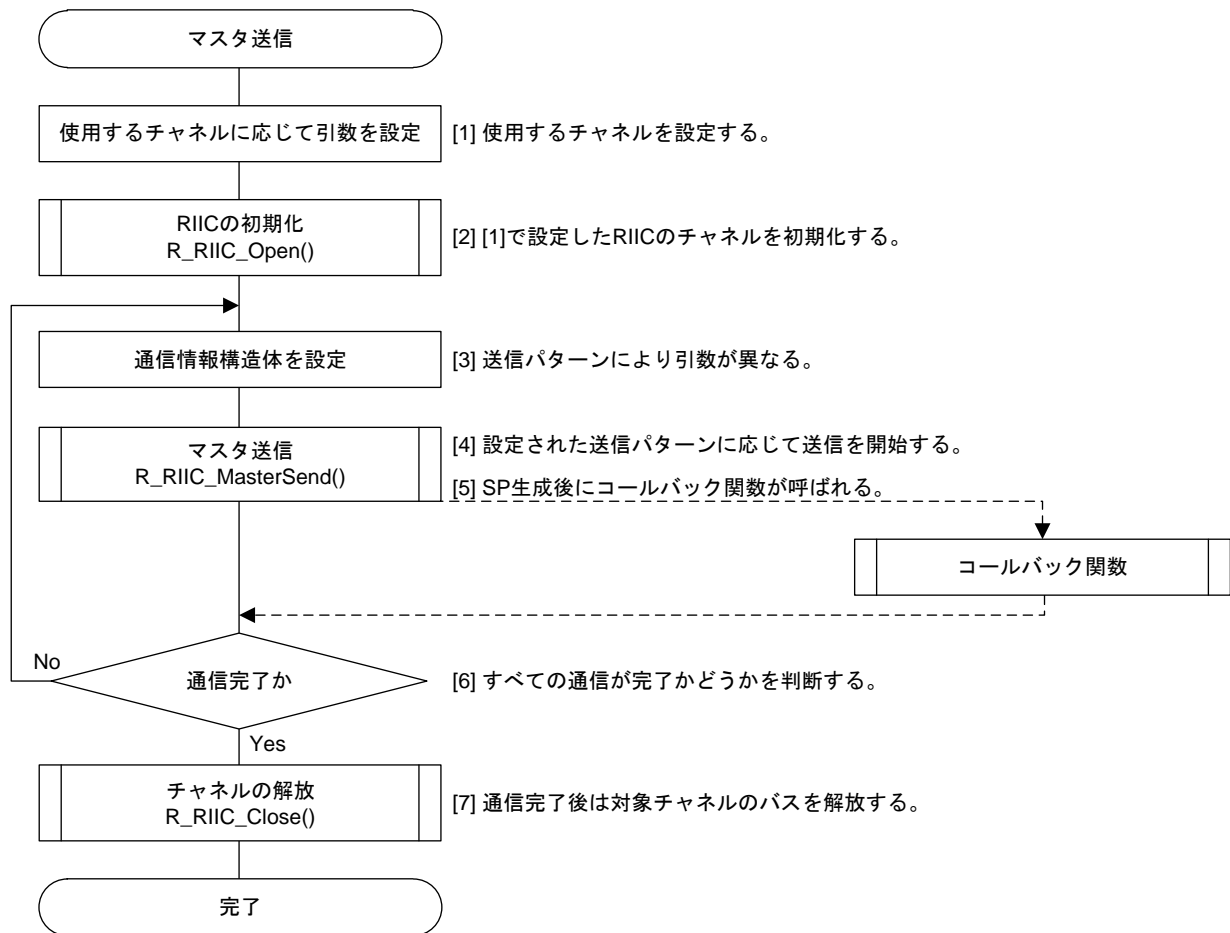 マスタ送信
使用するチャネルに応じて引数を設定
[1] 使用するチャネルを設定する。
RIICの初期化
R_RIIC_Open()
[2] [1]で設定したRIICのチャネルを初期化する。
通信情報構造体を設定
[3] 送信パターンにより引数が異なる。
マスタ送信
R_RIIC_MasterSend()
[4] 設定された送信パターンに応じて送信を開始する。
[5] SP生成後にコールバック関数が呼ばれる。
コールバック関数
No
通信完了か
[6] すべての通信が完了かどうかを判断する。
Yes
チャネルの解放
R_RIIC_Close()
[7] 通信完了後は対象チャネルのバスを解放する。
完了